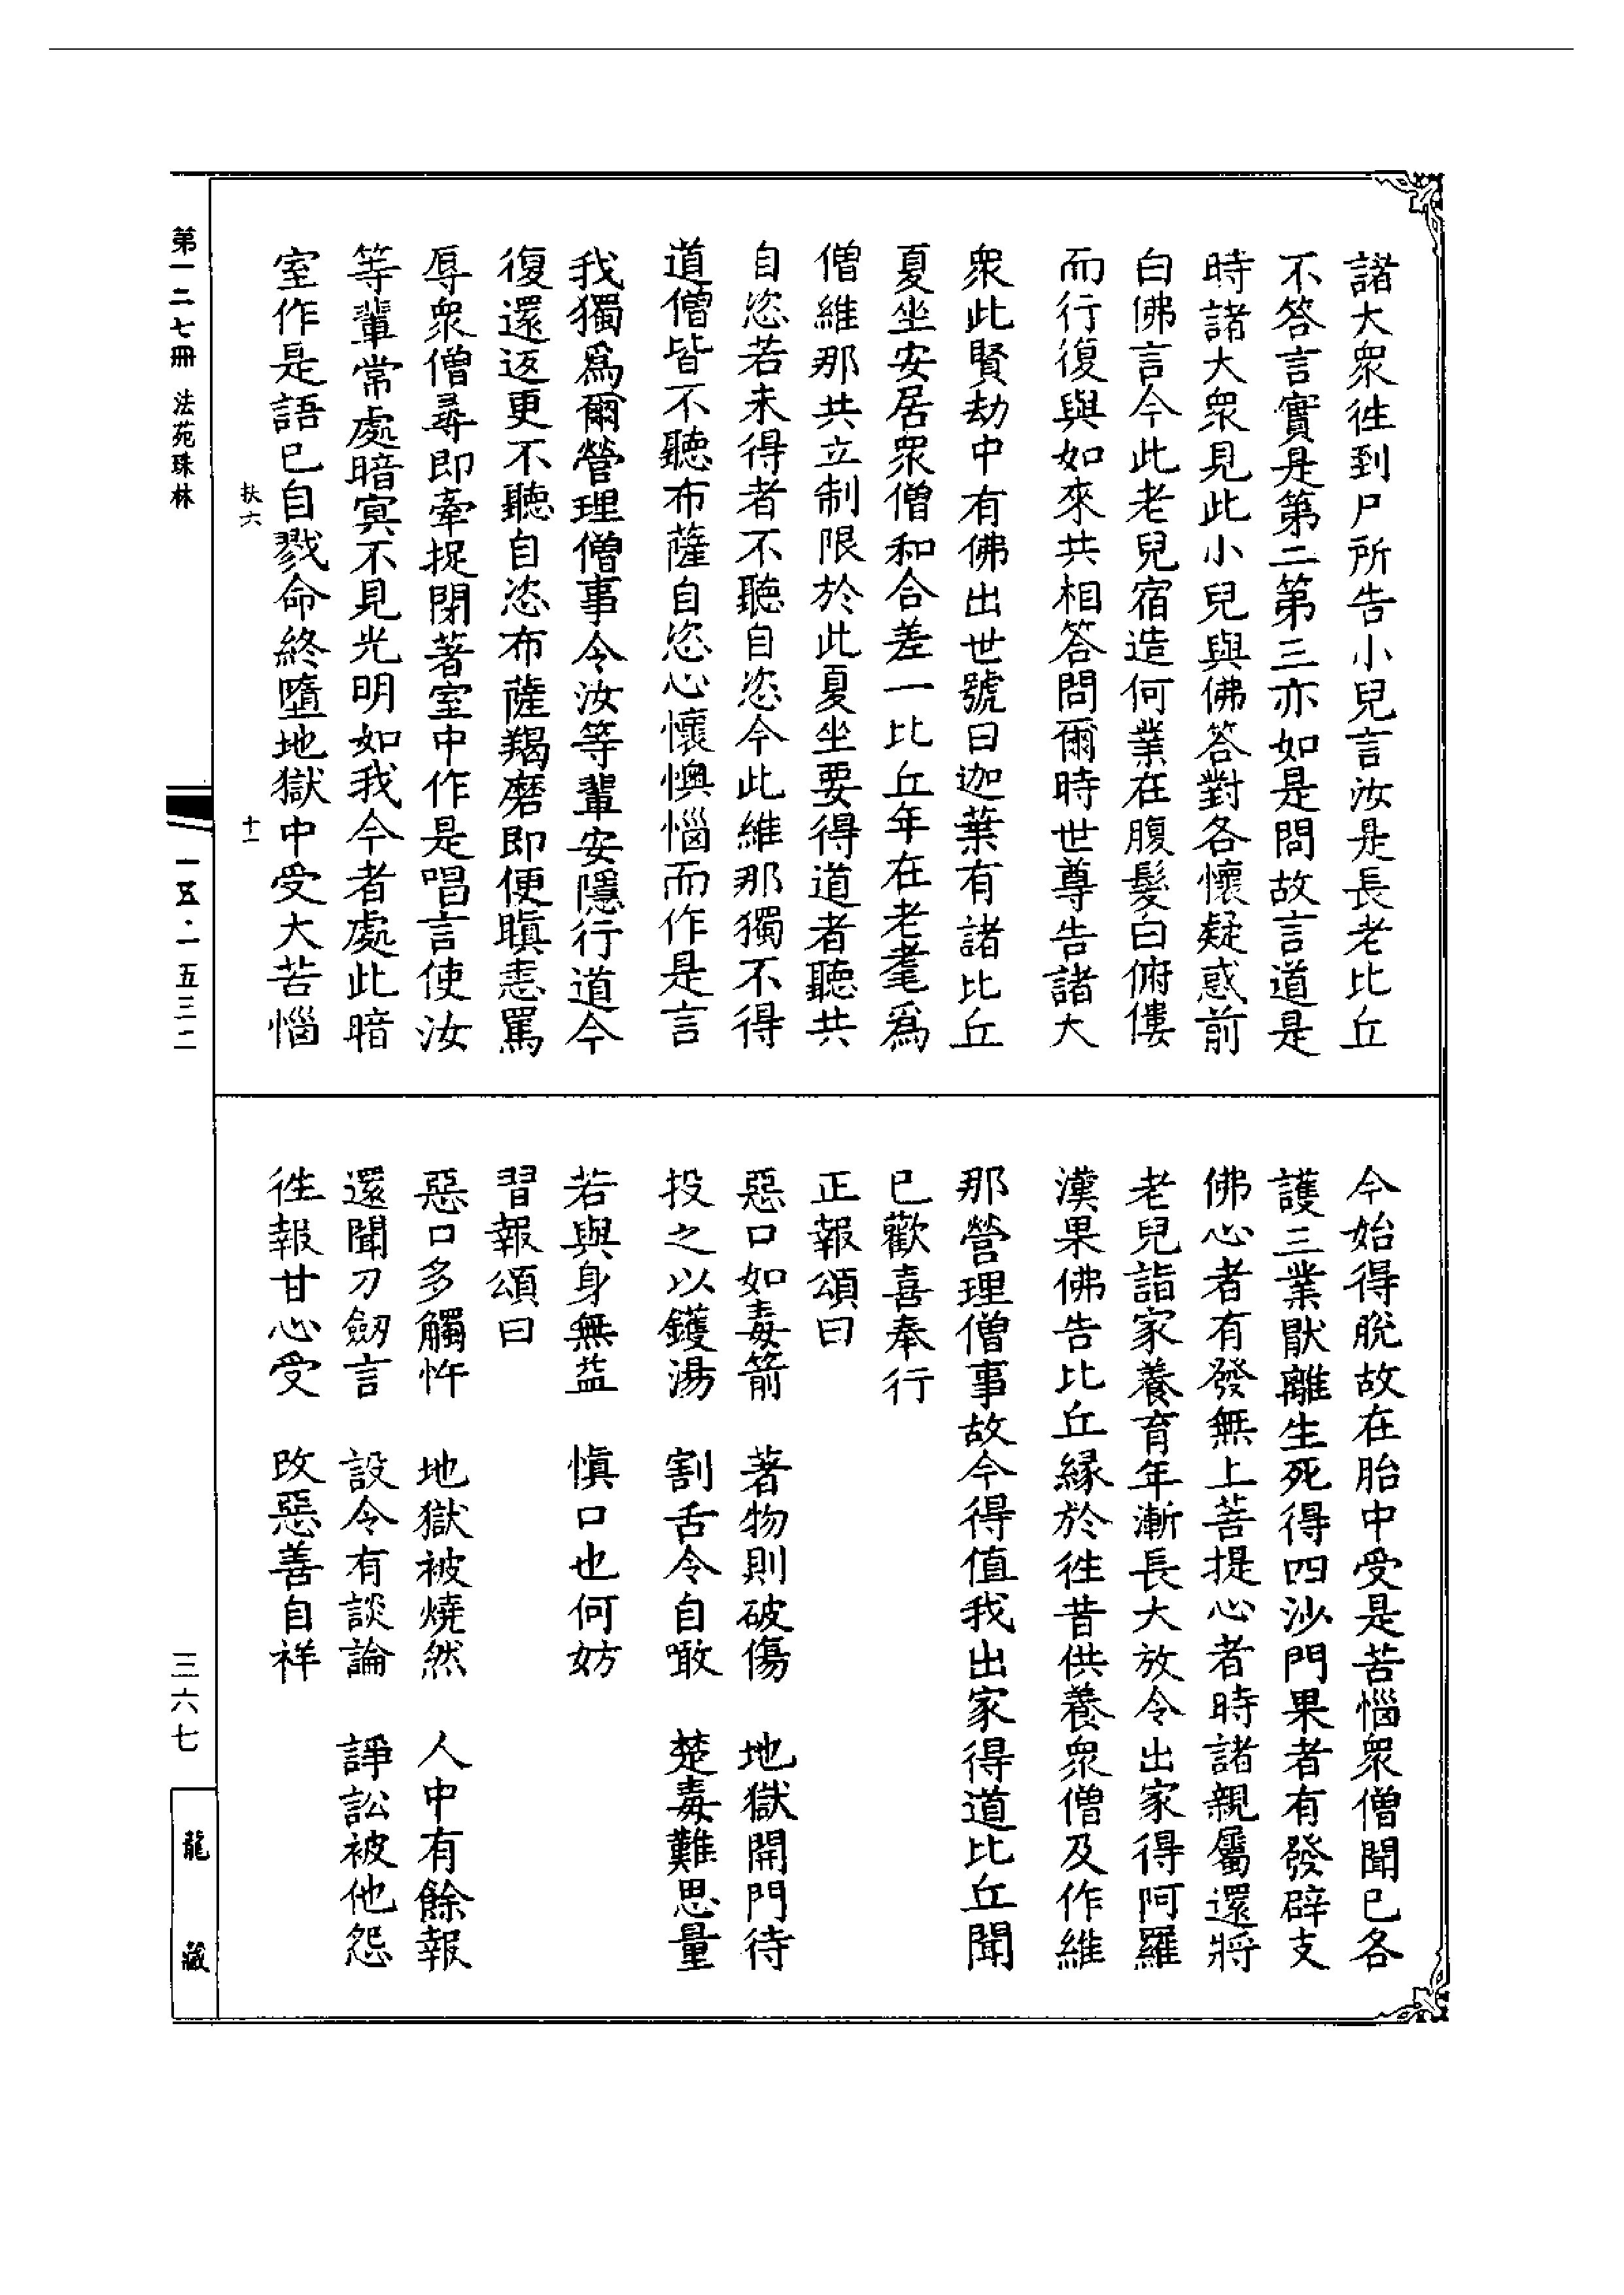 諸大衆徃到尸所告小兒言汝是長老比丘
不答言實是第二第三亦如是問故言道是
時諸大衆見此小兒與佛答對各懷疑惑前
白佛言今此老兒宿造何業在腹髮白俯僂
而行復與如來共相答問爾時世尊告諸大
衆此賢劫中有佛出世號曰迦葉有諸比丘
夏坐安居衆僧和合差一比丘年在老耄爲
僧維那共立制限於此夏坐要得道者聽共
自恣若未得者不聽自恣今此維那獨不得
道僧皆不聽布薩自恣心懷懊惱而作是言
我獨爲爾營理僧事令汝等輩安隱行道今
復還返更不聽自恣布薩羯磨即便瞋恚罵
辱衆僧尋即牽捉閉著室中作是唱言使汝
等輩常處暗冥不見光明如我今者處此暗
室作是語已自戮命終墮地獄中受大苦惱
今始得脫故在胎中受是苦惱衆僧聞已各
護三業猒離生死得四沙門果者有發辟支
佛心者有發無上菩提心者時諸親屬還將
老兒詣家養育年漸長大放令出家得阿羅
漢果佛告比丘緣於徃昔供養衆僧及作維
那營理僧事故今得值我出家得道比丘聞
已歡喜奉行
正報頌曰
惡口如毒箭　著物則破傷　地獄開門待
投之以鑊湯　割舌令自噉　楚毒難思量
若與身無益　愼口也何妨
習報頌曰
惡口多觸忤　地獄被燒然　人中有餘報
還聞刀劒言　設令有談論　諍訟被他怨
徃報甘心受　改惡善自祥
扶六　十一
第一二七冊　法苑珠林　一五·一五三二　三六七　龍藏